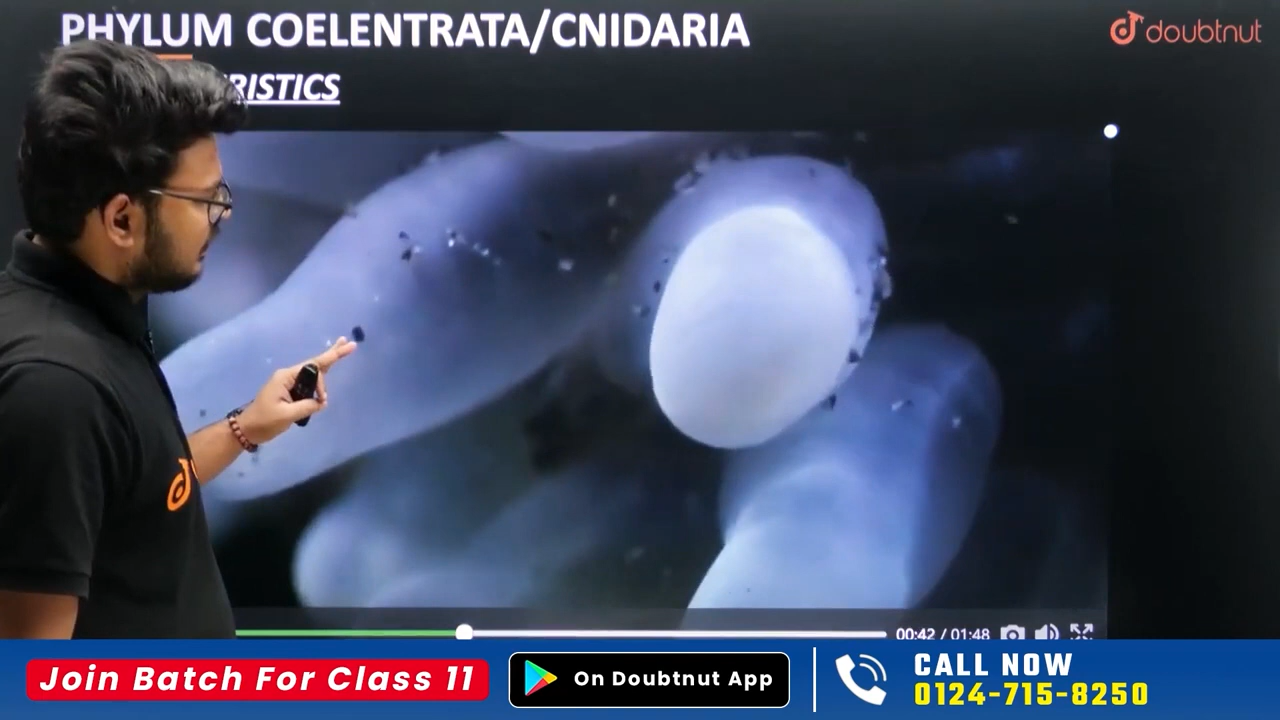 PHYLUM COELENTRATA/CNIDARIA
doubtnut
RISTICS
00:42 / 01:48
Join Batch For Class 11
On Doubtnut App
CALL NOW
0124-715-8250